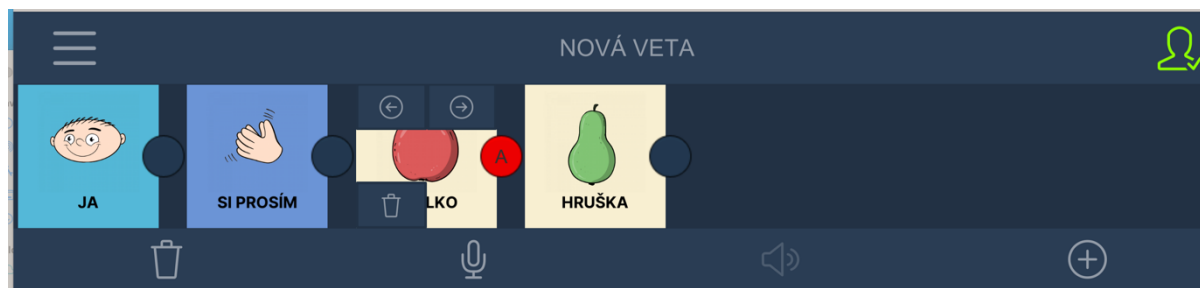 NOVÁ VETA
JA
SI PROSÍM
LKO
A
HRUŠKA